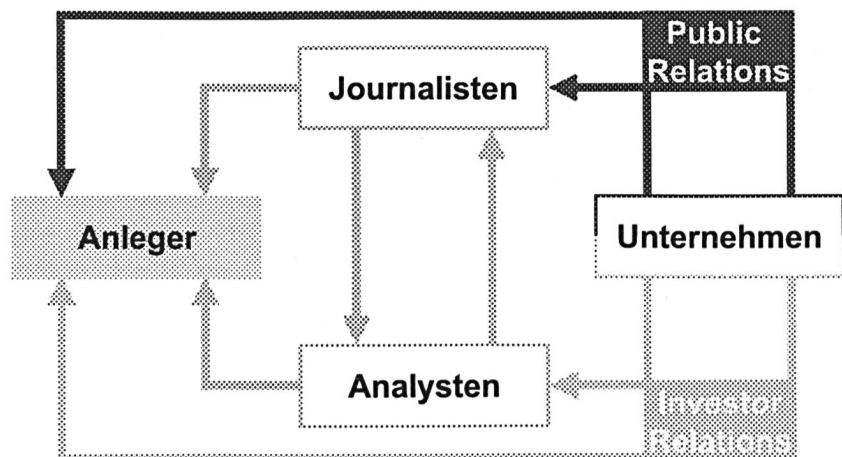 Public
Relations
Journalisten
Anleger
Unternehmen
Analysten
Investor
Relations